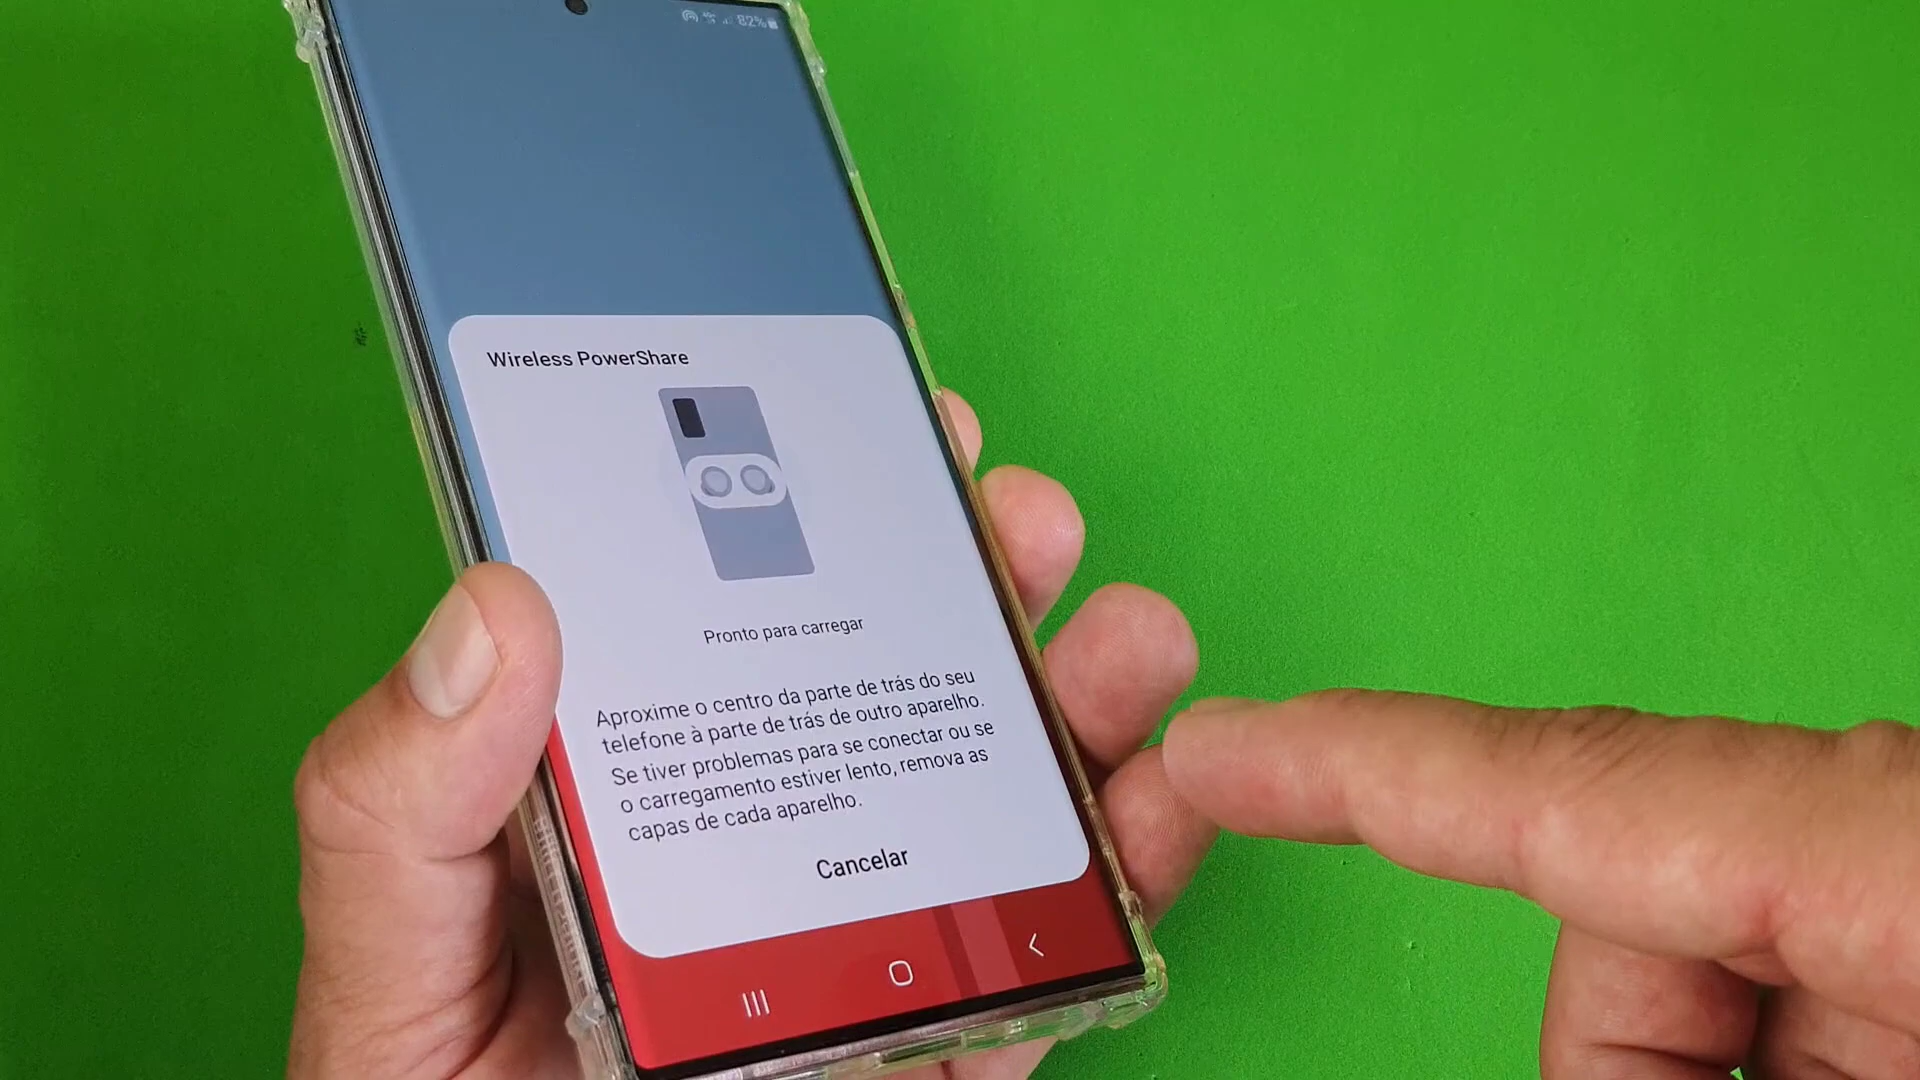 82%
Wireless PowerShare
Pronto para carregar
Aproxime o centro da parte de trás do seu
telefone à parte de trás de outro aparelho.
Se tiver problemas para se conectar ou se
o carregamento estiver lento, remova as
capas de cada aparelho.
Cancelar